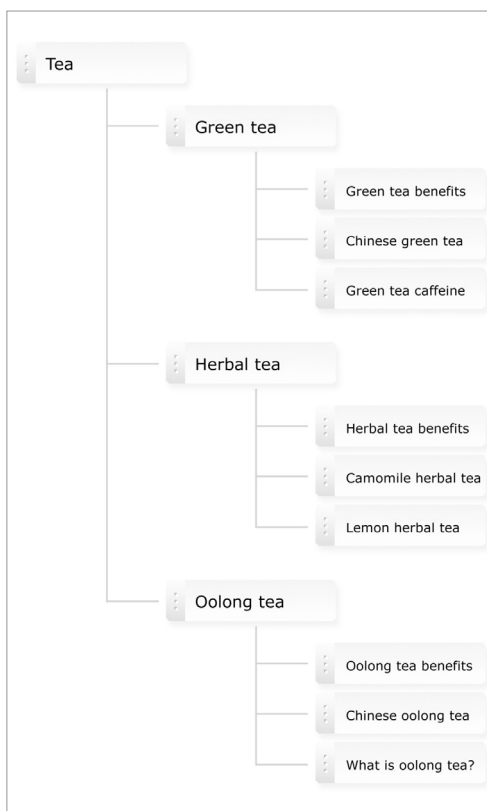 Tea
Green tea
Green tea benefits
Chinese green tea
Green tea caffeine
Herbal tea
Herbal tea benefits
Camomile herbal tea
Lemon herbal tea
Oolong tea
Oolong tea benefits
Chinese oolong tea
What is oolong tea?